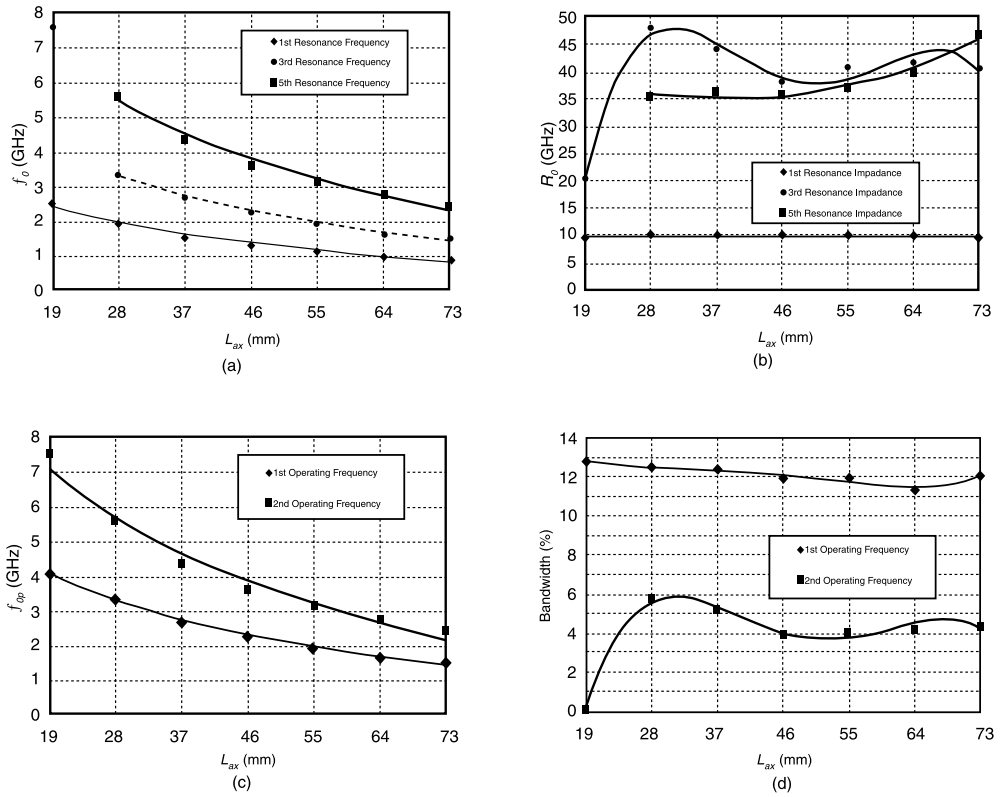 8
7
6
5
4
3
2
1
0
f0 (GHz)
1st Resonance Frequency
3rd Resonance Frequency
5th Resonance Frequency
19 28 37 46 55 64 73
Lax (mm)
(a)
50
45
40
35
30
25
20
15
10
5
0
R0 (GHz)
1st Resonance Impadance
3rd Resonance Impadance
5th Resonance Impadance
19 28 37 46 55 64 73
Lax (mm)
(b)
8
7
6
5
4
3
2
1
0
f0p (GHz)
1st Operating Frequency
2nd Operating Frequency
19 28 37 46 55 64 73
Lax (mm)
(c)
14
12
10
8
6
4
2
0
Bandwidth (%)
1st Operating Frequency
2nd Operating Frequency
19 28 37 46 55 64 73
Lax (mm)
(d)